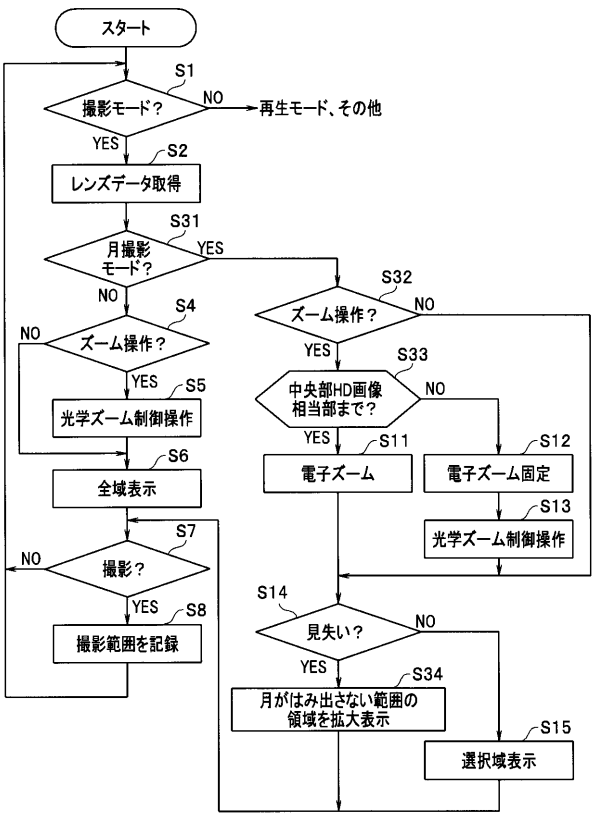 スタート
S1
撮影モード?
NO
再生モード、その他
YES
S2
レンズデータ取得
S31
月撮影
モード?
YES
NO
S4
ズーム操作?
NO
YES
S5
光学ズーム制御操作
S6
全域表示
S7
撮影?
NO
YES
S8
撮影範囲を記録
S32
ズーム操作?
NO
YES
S33
中央部HD画像
相当部まで?
NO
YES
S11
電子ズーム
S12
電子ズーム固定
S13
光学ズーム制御操作
S14
見失い?
NO
YES
S34
月がはみ出さない範囲の
領域を拡大表示
S15
選択域表示